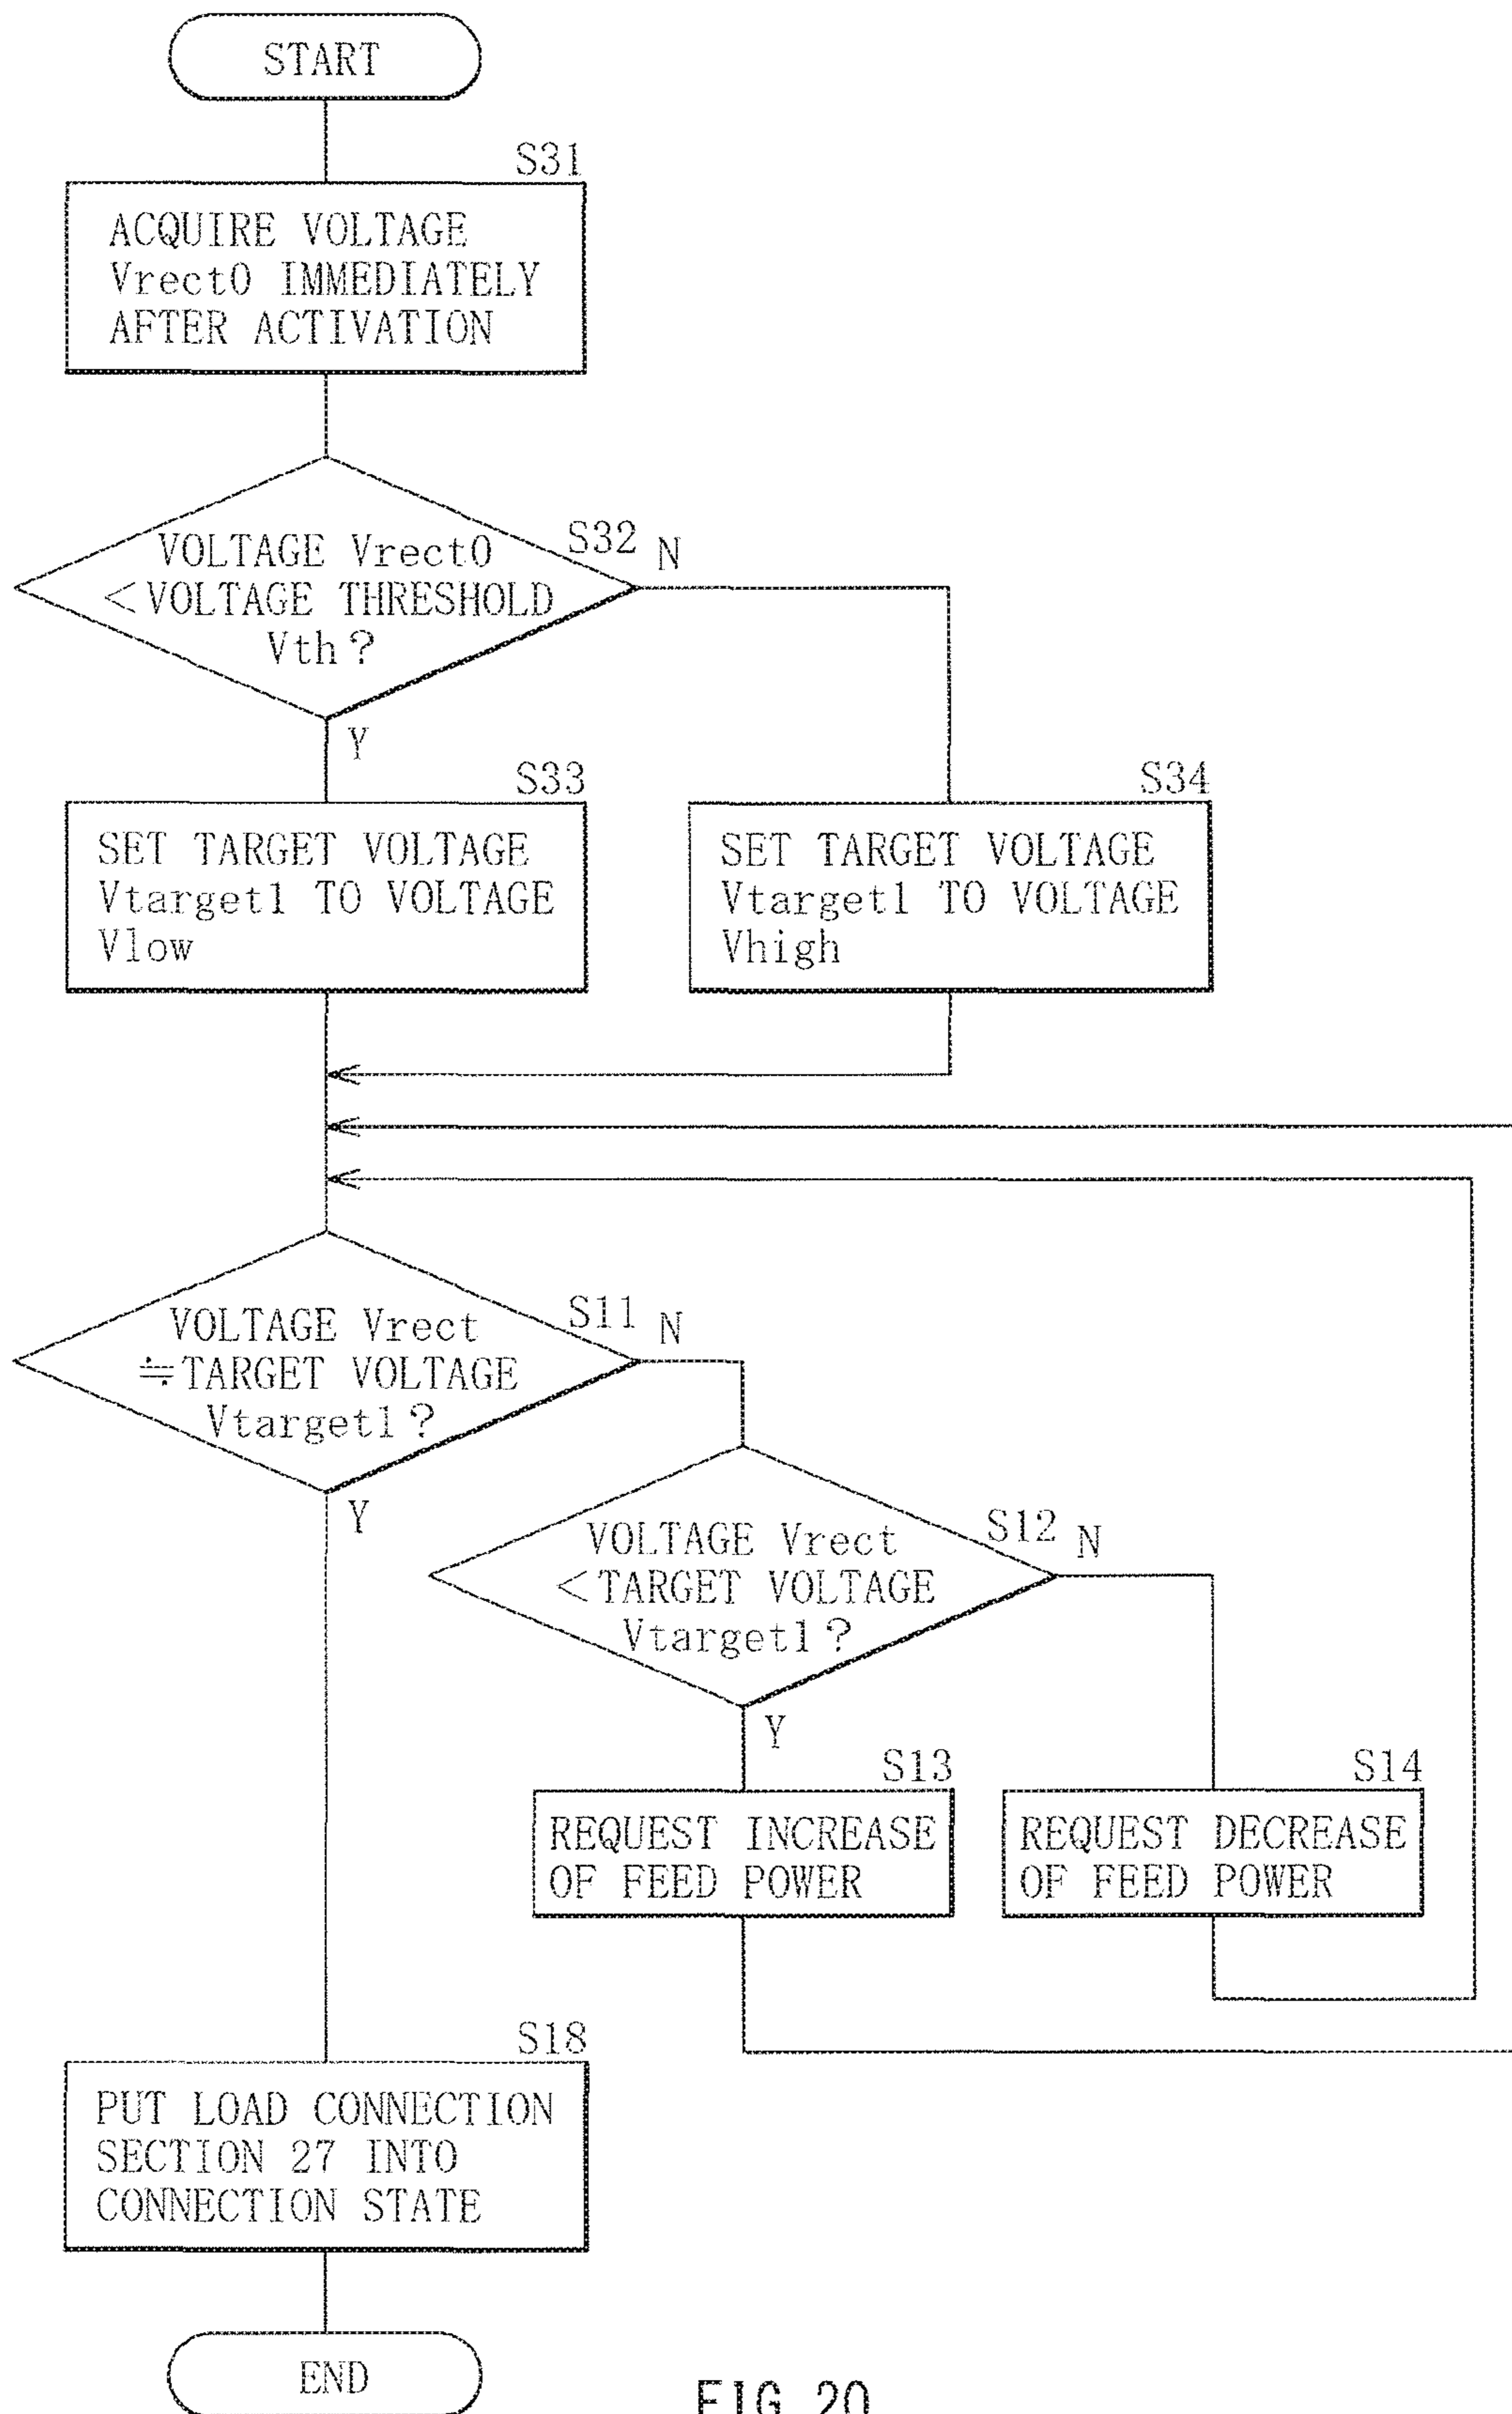 START
S31
ACQUIRE VOLTAGE
Vrect0 IMMEDIATELY
AFTER ACTIVATION
S32
N
VOLTAGE Vrect0
<VOLTAGE THRESHOLD
Vth?
Y
S33
SET TARGET VOLTAGE
Vtarget1 TO VOLTAGE
Vlow
S34
SET TARGET VOLTAGE
Vtarget1 TO VOLTAGE
Vhigh
S11
N
VOLTAGE Vrect
≒TARGET VOLTAGE
Vtarget1?
Y
S12
N
VOLTAGE Vrect
<TARGET VOLTAGE
Vtarget1?
Y
S13
REQUEST INCREASE
OF FEED POWER
S14
REQUEST DECREASE
OF FEED POWER
S18
PUT LOAD CONNECTION
SECTION 27 INTO
CONNECTION STATE
END
FIG. 20